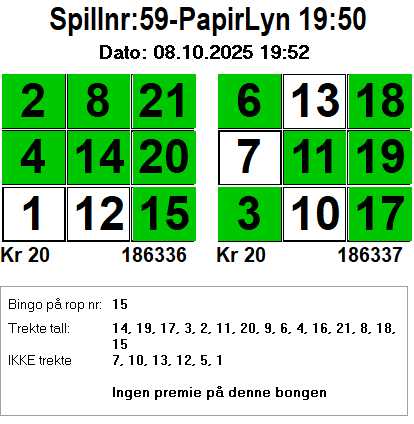 Spillnr:59-PapirLyn 19:50
Dato: 08.10.2025 19:52
2 8 21 6 13 18
4 14 20 7 11 19
1 12 15 3 10 17
Kr 20 186336 Kr 20 186337
Bingo på rop nr: 15
Trekte tall: 14, 19, 17, 3, 2, 11, 20, 9, 6, 4, 16, 21, 8, 18,
15
IKKE trekte 7, 10, 13, 12, 5, 1
Ingen premie på denne bongen